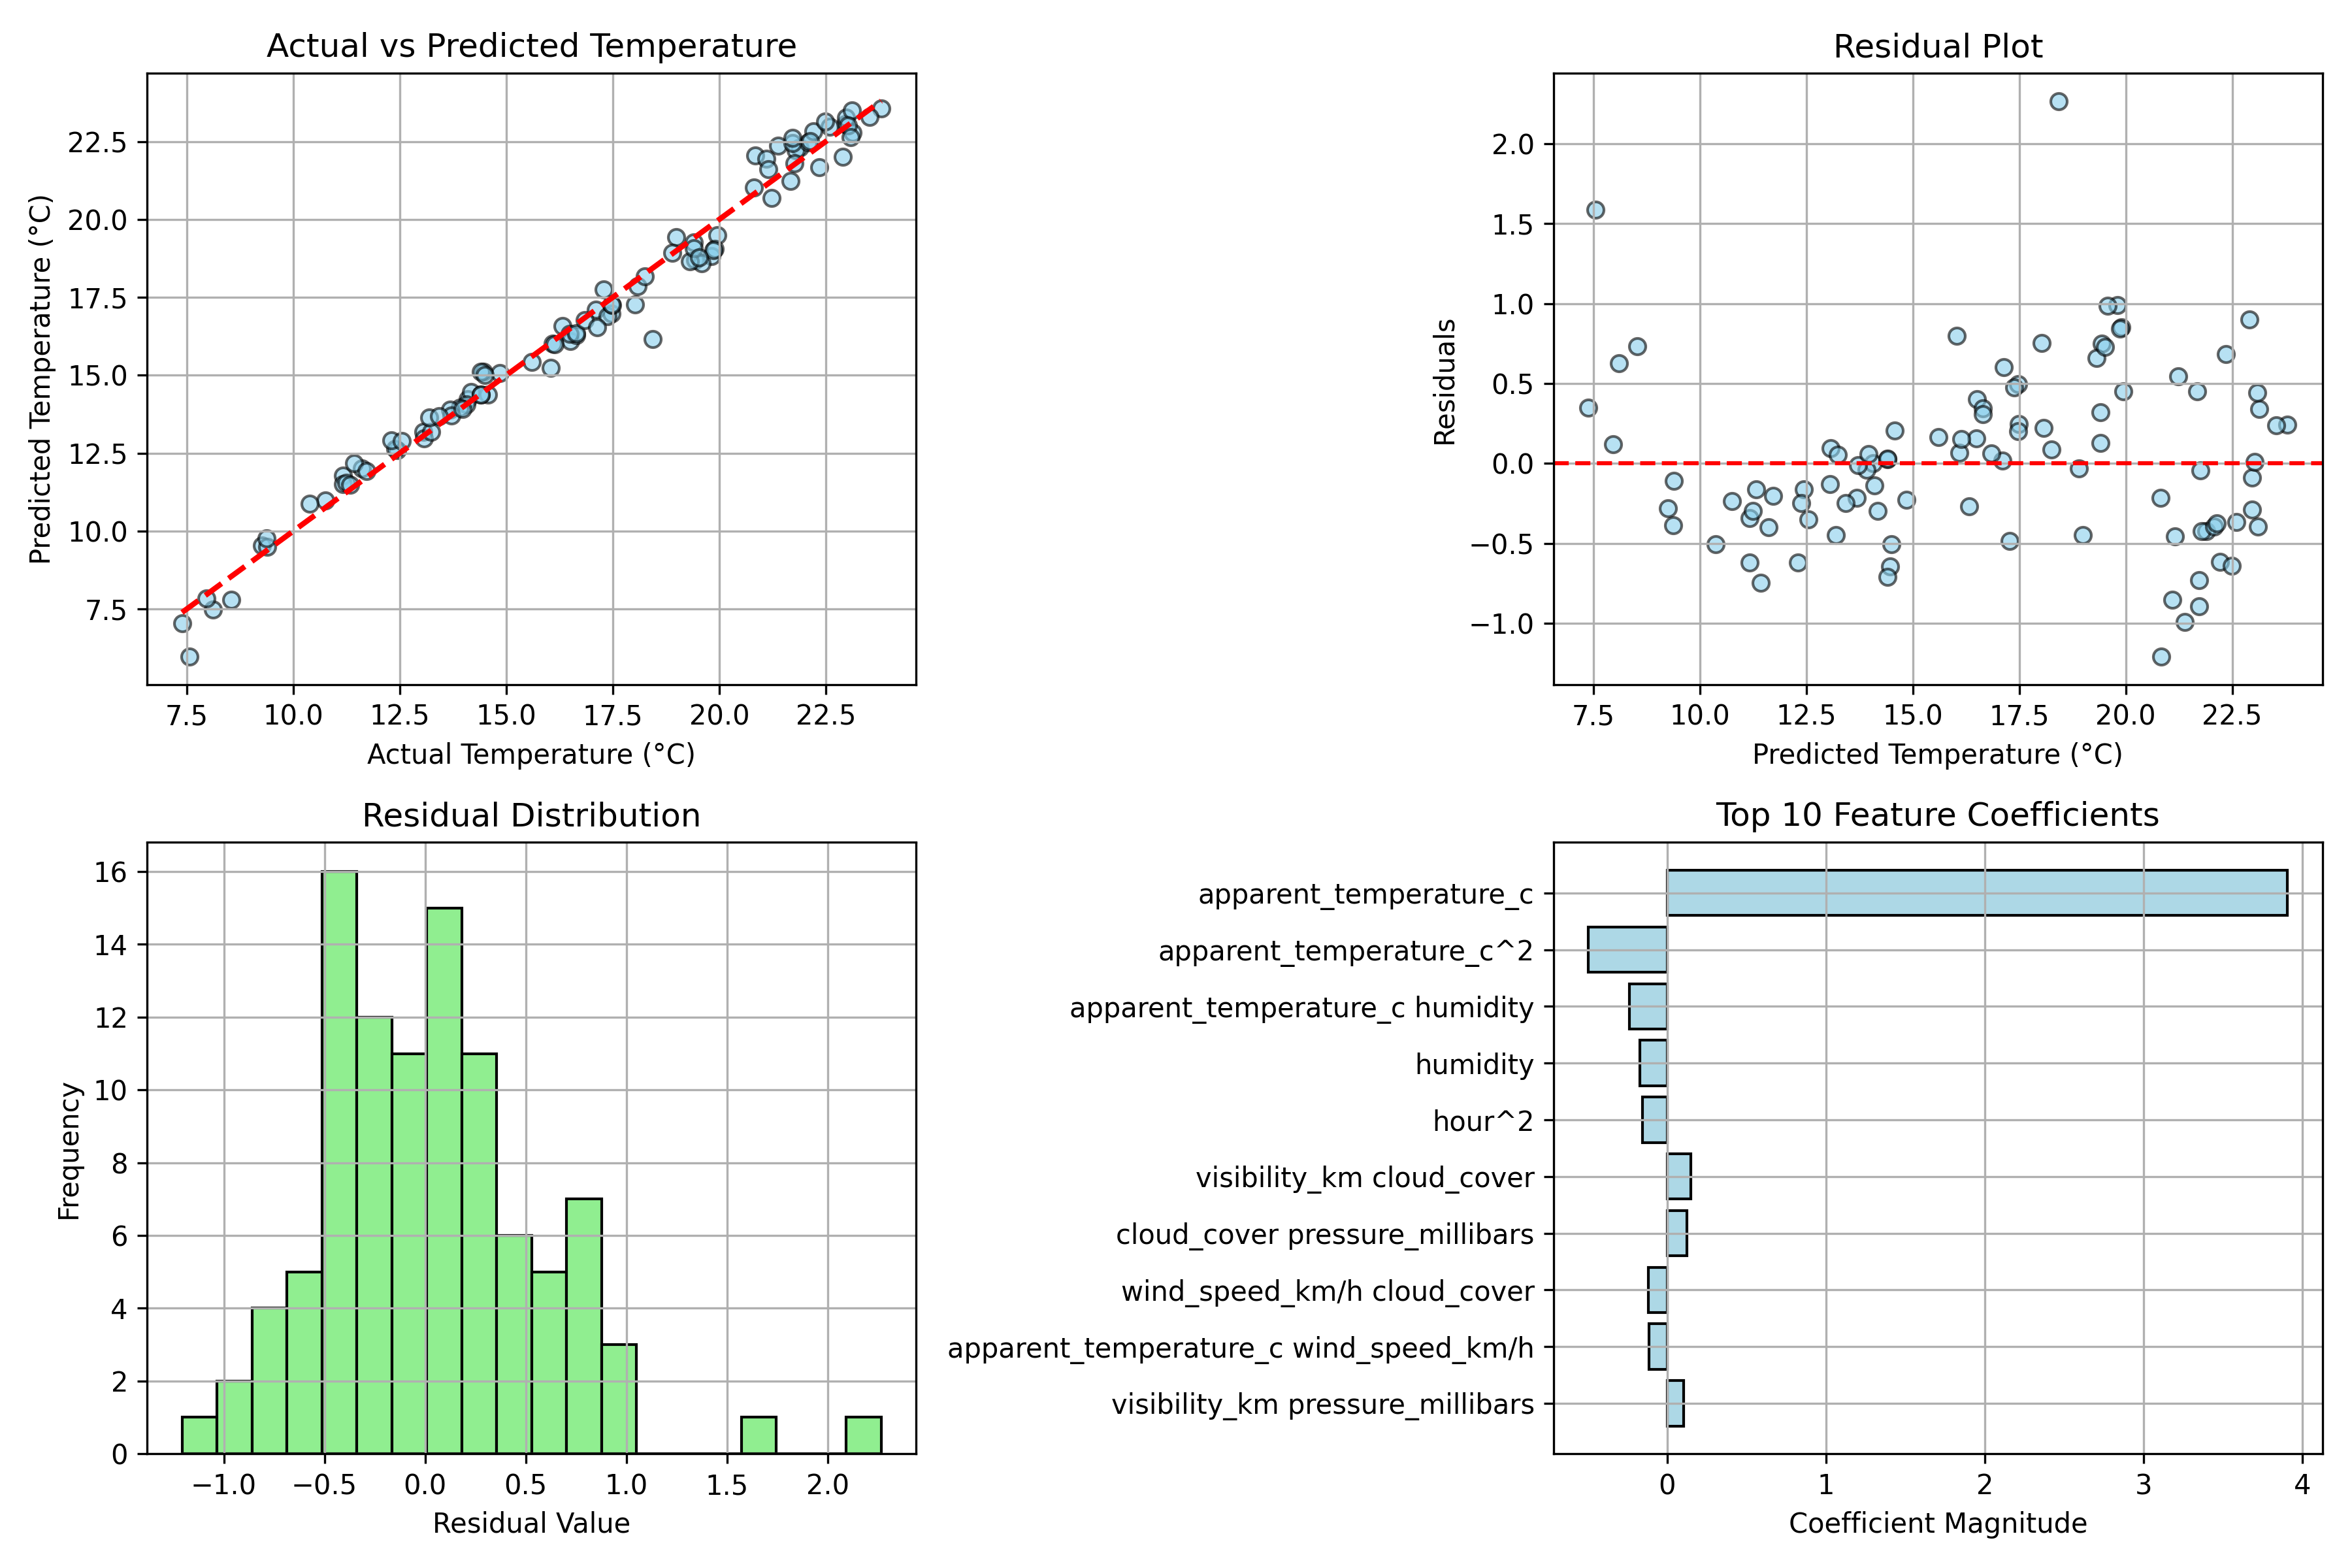 Actual vs Predicted Temperature
Predicted Temperature (°C)
22.5
20.0
17.5
15.0
12.5
10.0
7.5
7.5 10.0 12.5 15.0 17.5 20.0 22.5
Actual Temperature (°C)
Residual Plot
Residuals
2.0
1.5
1.0
0.5
0.0
−0.5
−1.0
7.5 10.0 12.5 15.0 17.5 20.0 22.5
Predicted Temperature (°C)
Residual Distribution
Frequency
16
14
12
10
8
6
4
2
0
−1.0 −0.5 0.0 0.5 1.0 1.5 2.0
Residual Value
Top 10 Feature Coefficients
apparent_temperature_c
apparent_temperature_c^2
apparent_temperature_c humidity
humidity
hour^2
visibility_km cloud_cover
cloud_cover pressure_millibars
wind_speed_km/h cloud_cover
apparent_temperature_c wind_speed_km/h
visibility_km pressure_millibars
0 1 2 3 4
Coefficient Magnitude